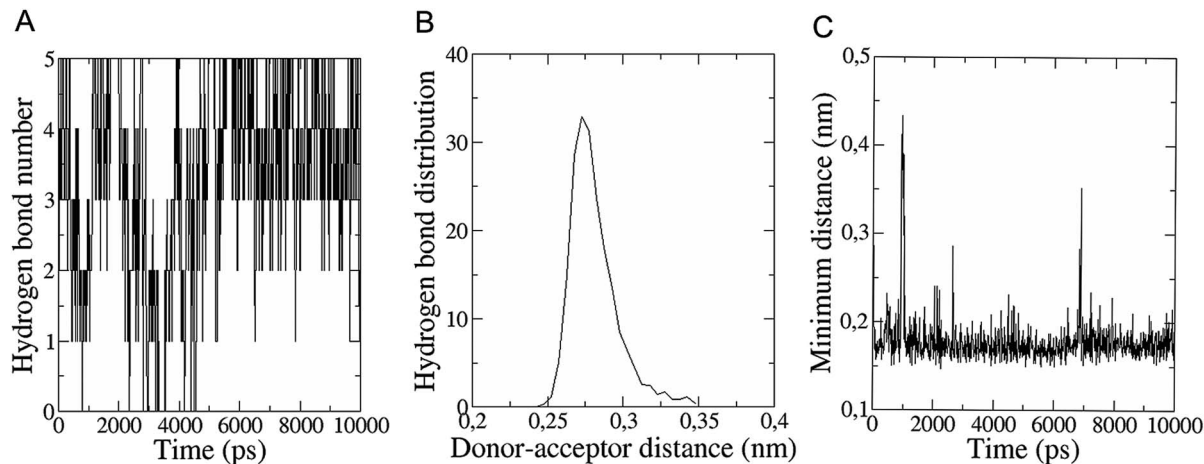 A
Hydrogen bond number
5
4
3
2
1
0
0 2000 4000 6000 8000 10000
Time (ps)
B
Hydrogen bond distribution
40
30
20
10
0
0,2 0,25 0,3 0,35 0,4
Donor-acceptor distance (nm)
C
Minimum distance (nm)
0,5
0,4
0,3
0,2
0,1
0 2000 4000 6000 8000 10000
Time (ps)